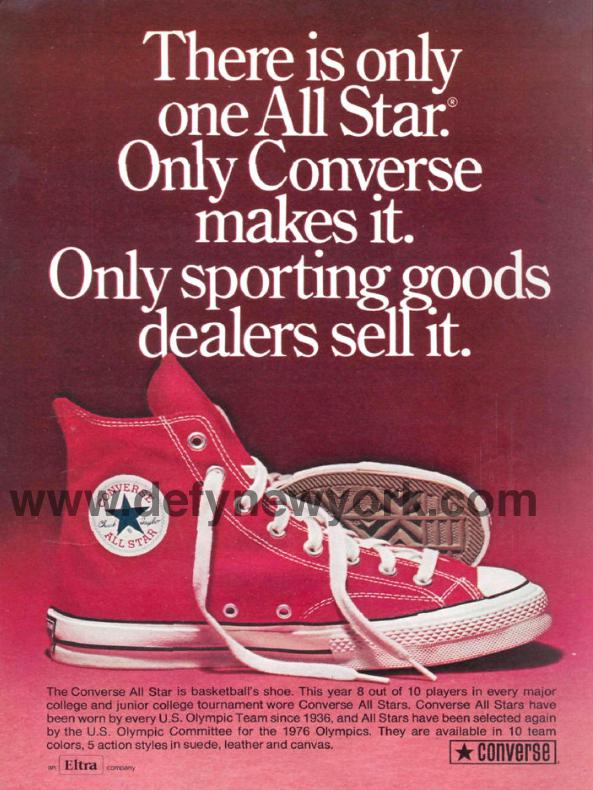 There is only
one All Star.®
Only Converse
makes it.
Only sporting goods
dealers sell it.
CONVERSE
Chuck Taylor
ALL STAR
www.defynewyork.com
The Converse All Star is basketball's shoe. This year 8 out of 10 players in every major
college and junior college tournament wore Converse All Stars. Converse All Stars have
been worn by every U.S. Olympic Team since 1936, and All Stars have been selected again
by the U.S. Olympic Committee for the 1976 Olympics. They are available in 10 team
colors, 5 action styles in suede, leather and canvas.
an Eltra company
★ CONVERSE